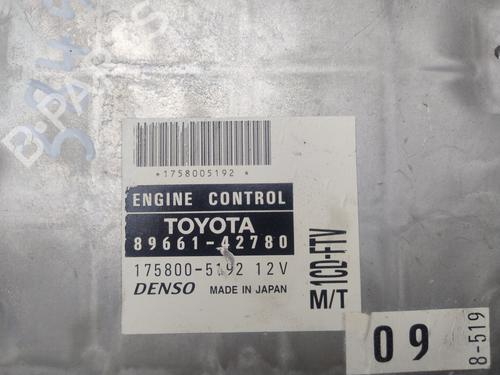 *1758005192 *
ENGINE CONTROL
TOYOTA
89661-42780
175800-5192 12V
DENSO MADE IN JAPAN
1CD-FTV
M/T
09
8-519
B-PARTS